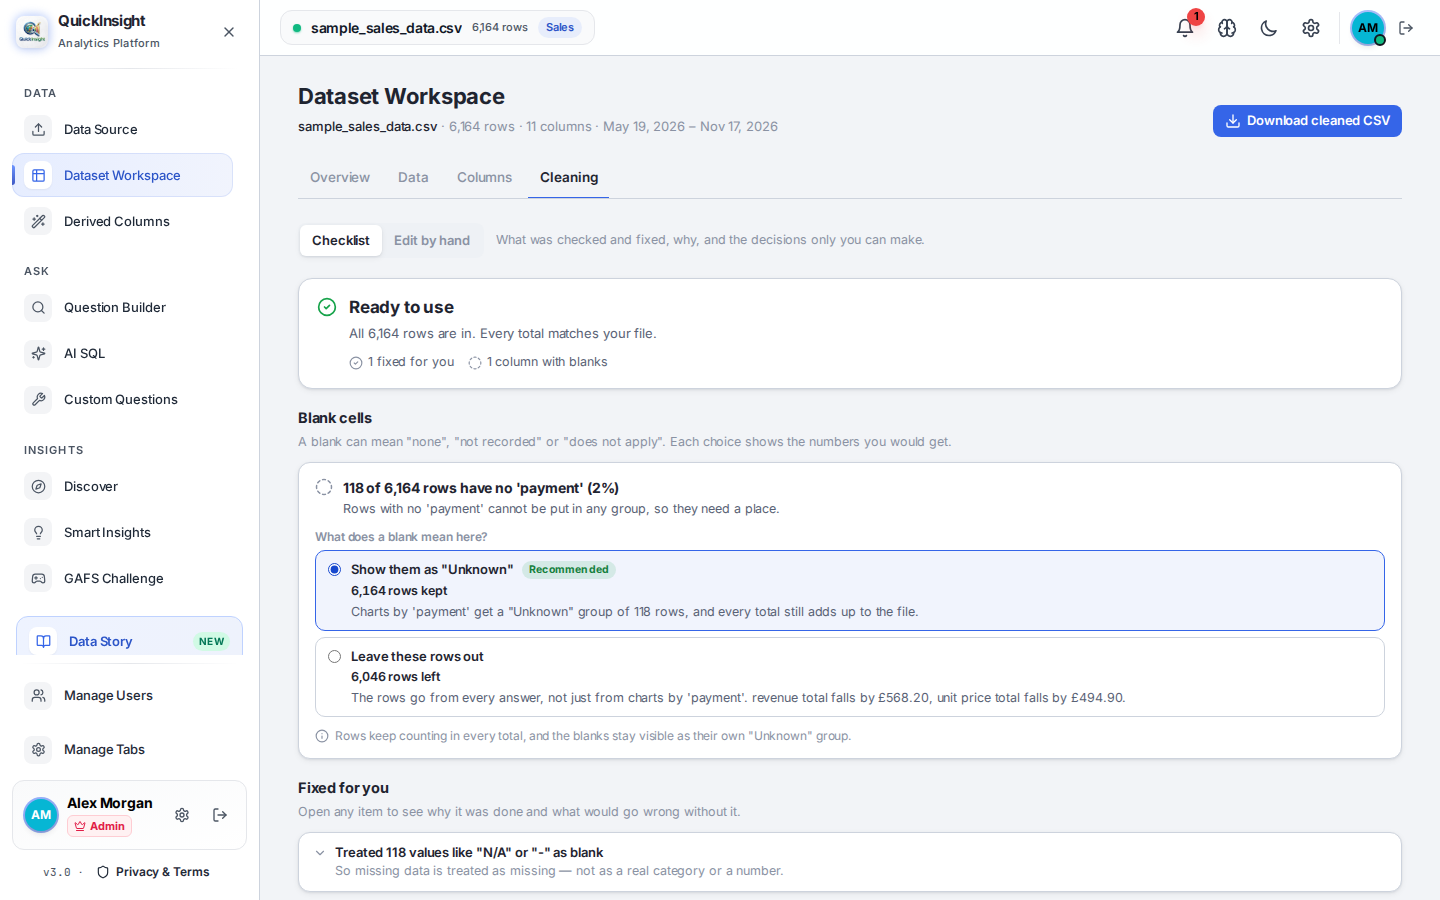 QuickInsight
Analytics Platform
DATA
Data Source
Dataset Workspace
Derived Columns
ASK
Question Builder
AI SQL
Custom Questions
INSIGHTS
Discover
Smart Insights
GAFS Challenge
Data Story NEW
Manage Users
Manage Tabs
AM Alex Morgan
Admin
v3.0 · Privacy & Terms
sample_sales_data.csv 6,164 rows Sales
1
AM
Dataset Workspace
sample_sales_data.csv · 6,164 rows · 11 columns · May 19, 2026 – Nov 17, 2026
Download cleaned CSV
Overview Data Columns Cleaning
Checklist Edit by hand What was checked and fixed, why, and the decisions only you can make.
Ready to use
All 6,164 rows are in. Every total matches your file.
1 fixed for you 1 column with blanks
Blank cells
A blank can mean "none", "not recorded" or "does not apply". Each choice shows the numbers you would get.
118 of 6,164 rows have no 'payment' (2%)
Rows with no 'payment' cannot be put in any group, so they need a place.
What does a blank mean here?
Show them as "Unknown" Recommended
6,164 rows kept
Charts by 'payment' get a "Unknown" group of 118 rows, and every total still adds up to the file.
Leave these rows out
6,046 rows left
The rows go from every answer, not just from charts by 'payment'. revenue total falls by £568.20, unit price total falls by £494.90.
Rows keep counting in every total, and the blanks stay visible as their own "Unknown" group.
Fixed for you
Open any item to see why it was done and what would go wrong without it.
Treated 118 values like "N/A" or "-" as blank
So missing data is treated as missing — not as a real category or a number.